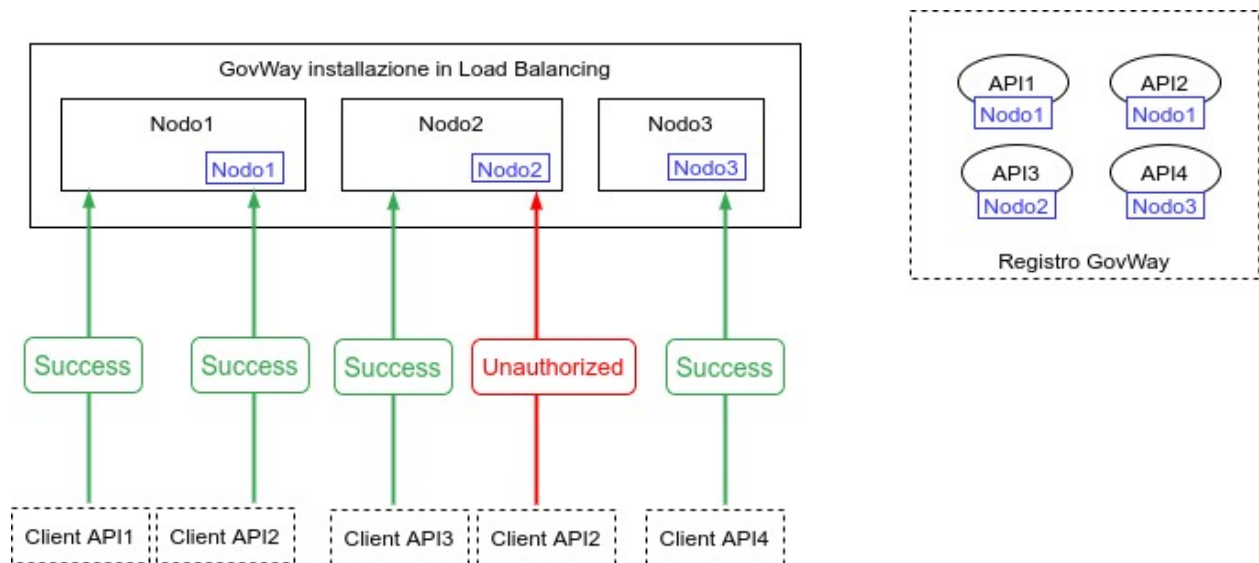 GovWay installazione in Load Balancing
Nodo1
Nodo1
Nodo2
Nodo2
Nodo3
Nodo3
API1
Nodo1
API2
Nodo1
API3
Nodo2
API4
Nodo3
Registro GovWay
Success
Success
Success
Unauthorized
Success
Client API1
Client API2
Client API3
Client API2
Client API4